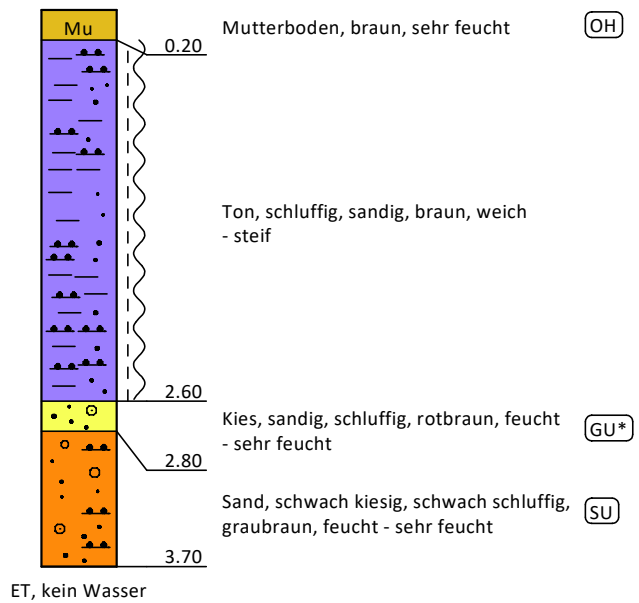 Mu
Mutterboden, braun, sehr feucht
OH
0.20
Ton, schluffig, sandig, braun, weich
- steif
2.60
Kies, sandig, schluffig, rotbraun, feucht
- sehr feucht
GU*
2.80
Sand, schwach kiesig, schwach schluffig,
graubraun, feucht - sehr feucht
SU
3.70
ET, kein Wasser